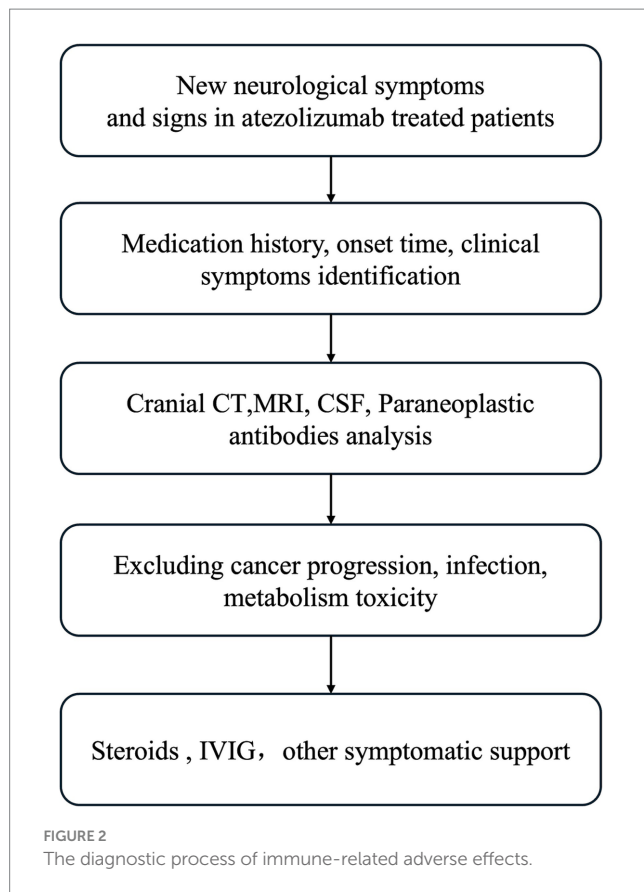 New neurological symptoms
and signs in atezolizumab treated patients
Medication history, onset time, clinical
symptoms identification
Cranial CT,MRI, CSF, Paraneoplastic
antibodies analysis
Excluding cancer progression, infection,
metabolism toxicity
Steroids , IVIG，other symptomatic support
FIGURE 2
The diagnostic process of immune-related adverse effects.